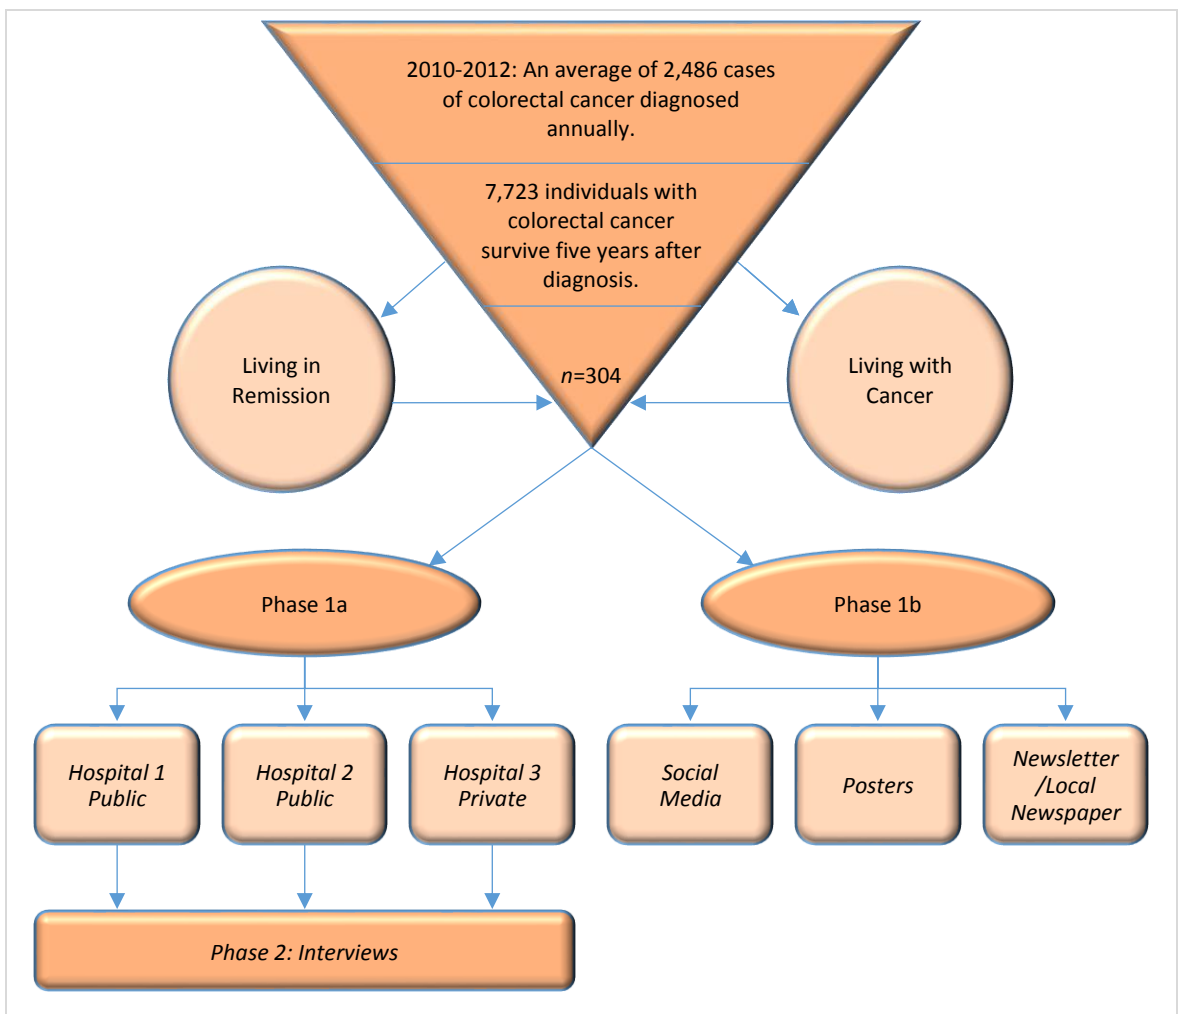 2010-2012: An average of 2,486 cases
of colorectal cancer diagnosed
annually.
7,723 individuals with
colorectal cancer
survive five years after
diagnosis.
Living in
Remission
n=304
Living with
Cancer
Phase 1a
Phase 1b
Hospital 1
Public
Hospital 2
Public
Hospital 3
Private
Social
Media
Posters
Newsletter
/Local
Newspaper
Phase 2: Interviews